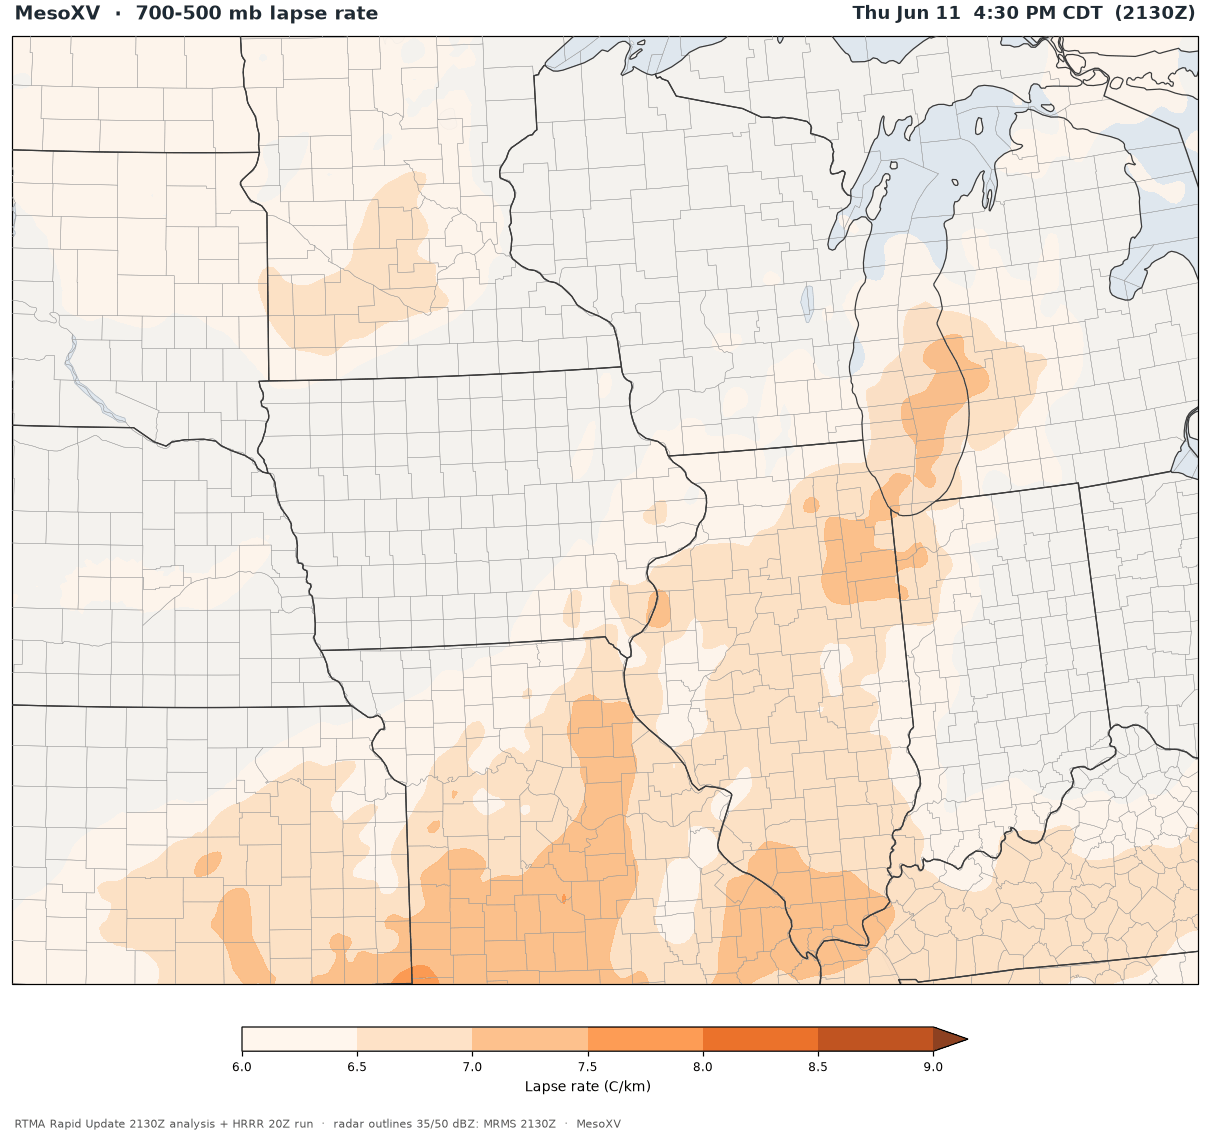 MesoXV · 700-500 mb lapse rate
Thu Jun 11 4:30 PM CDT (2130Z)
6.0 6.5 7.0 7.5 8.0 8.5 9.0
Lapse rate (C/km)
RTMA Rapid Update 2130Z analysis + HRRR 20Z run · radar outlines 35/50 dBZ: MRMS 2130Z · MesoXV